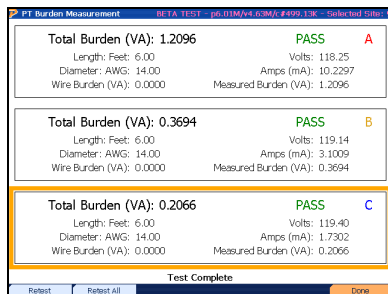 PT Burden Measurement BETA TEST - p6.01M/v4.63M/c#499.13K - Selected Site:
Total Burden (VA): 1.2096 PASS A
Length: Feet: 6.00 Volts: 118.25
Diameter: AWG: 14.00 Amps (mA): 10.2297
Wire Burden (VA): 0.0000 Measured Burden (VA): 1.2096
Total Burden (VA): 0.3694 PASS B
Length: Feet: 6.00 Volts: 119.14
Diameter: AWG: 14.00 Amps (mA): 3.1009
Wire Burden (VA): 0.0000 Measured Burden (VA): 0.3694
Total Burden (VA): 0.2066 PASS C
Length: Feet: 6.00 Volts: 119.40
Diameter: AWG: 14.00 Amps (mA): 1.7302
Wire Burden (VA): 0.0000 Measured Burden (VA): 0.2066
Test Complete
Retest Retest All Done